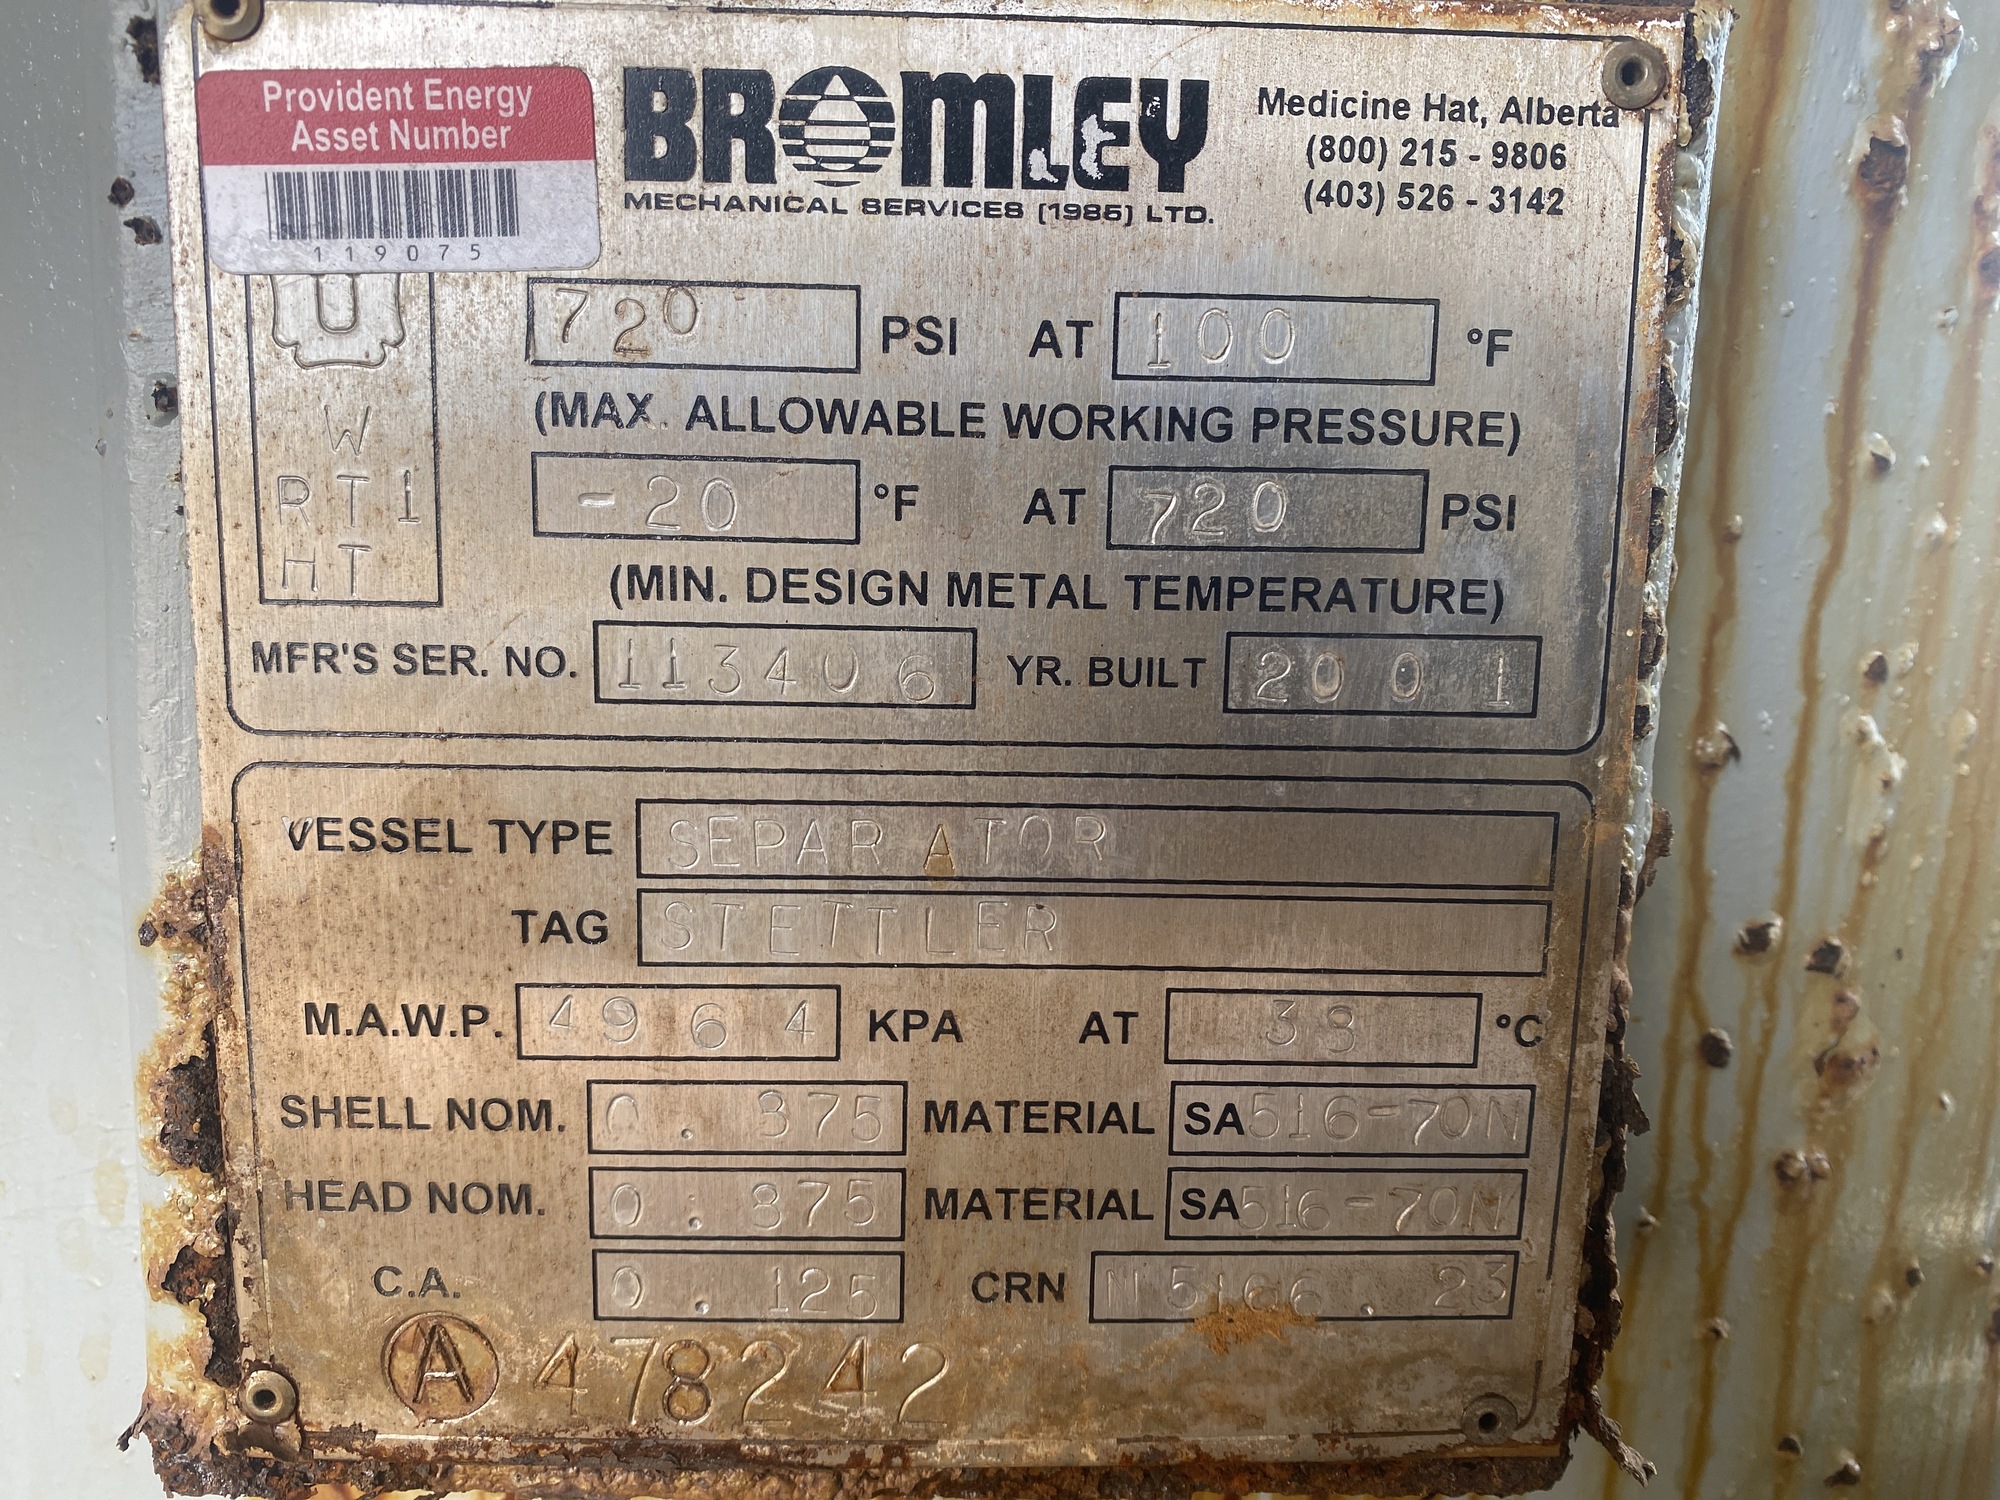 Provident Energy
Asset Number
119075
BROMLEY
MECHANICAL SERVICES (1985) LTD.
Medicine Hat, Alberta
(800) 215 - 9806
(403) 526 - 3142
U
W
RT1
HT
720 PSI AT 100 °F
(MAX. ALLOWABLE WORKING PRESSURE)
-20 °F AT 720 PSI
(MIN. DESIGN METAL TEMPERATURE)
MFR'S SER. NO. 113406 YR. BUILT 2001
VESSEL TYPE SEPARATOR
TAG STETTLER
M.A.W.P. 4964 KPA AT 38 °C
SHELL NOM. 0.375 MATERIAL SA516-70N
HEAD NOM. 0.375 MATERIAL SA516-70N
C.A. 0.125 CRN N5166.23
A 478242